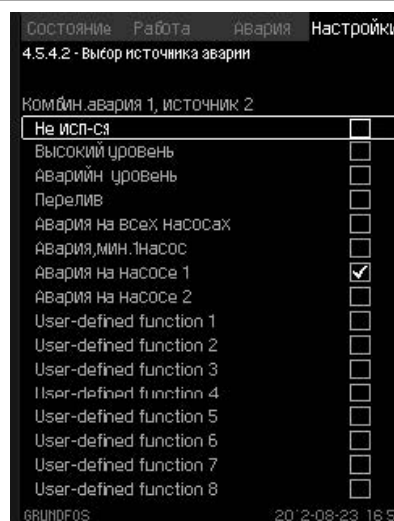 Состояние Работа Авария Настройки
4.5.4.2 - Выбор источника аварии
Комбин.авария 1, источник 2
Не исп-ся
Высокий уровень
Аварийн уровень
Перелив
Авария на всех насосах
Авария,мин.1насос
Авария на насосе 1
Авария на насосе 2
User-defined function 1
User-defined function 2
User-defined function 3
User-defined function 4
User-defined function 5
User-defined function 6
User-defined function 7
User-defined function 8
GRUNDFOS 2012-08-23 16:5